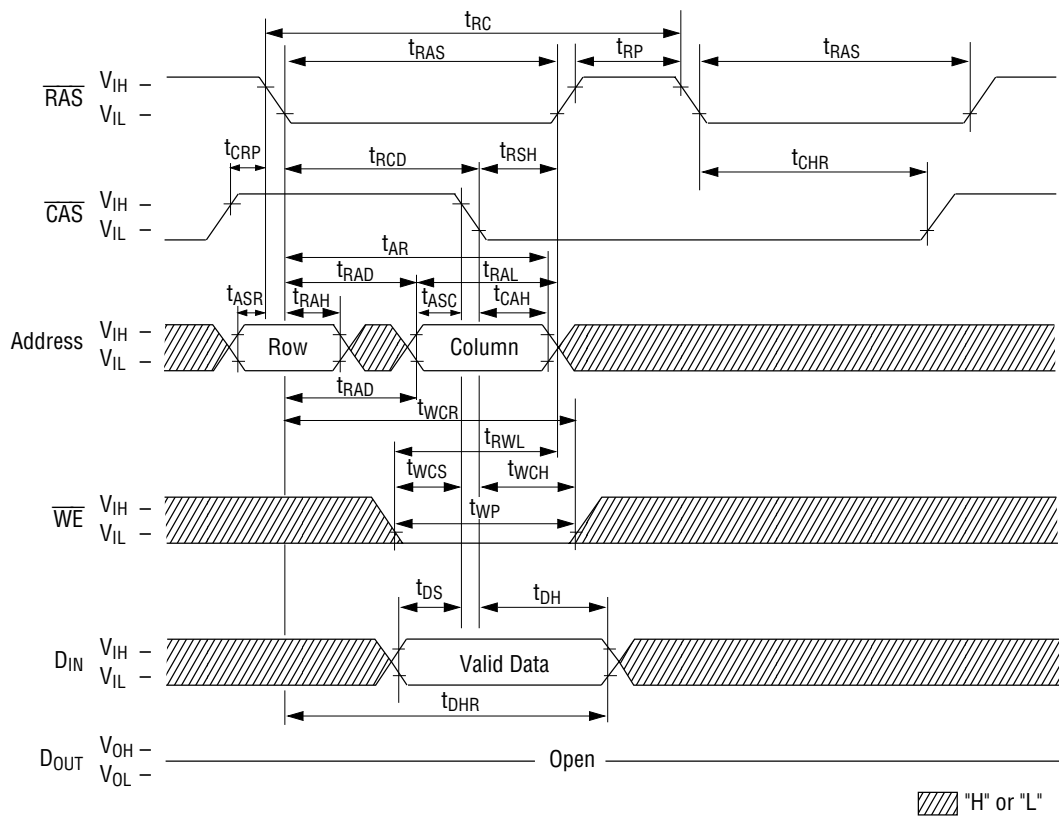 tRC
tRAS tRP tRAS
RAS VIH –
VIL –
tCRP tRCD tRSH tCHR
CAS VIH –
VIL –
tAR
tRAD tRAL
tASR tRAH tASC tCAH
Address VIH –
VIL –
Row Column
tRAD
tWCR
tRWL
tWCS tWCH
WE VIH –
VIL –
tWP
tDS tDH
DIN VIH –
VIL –
Valid Data
tDHR
DOUT VOH –
VOL –
Open
"H" or "L"